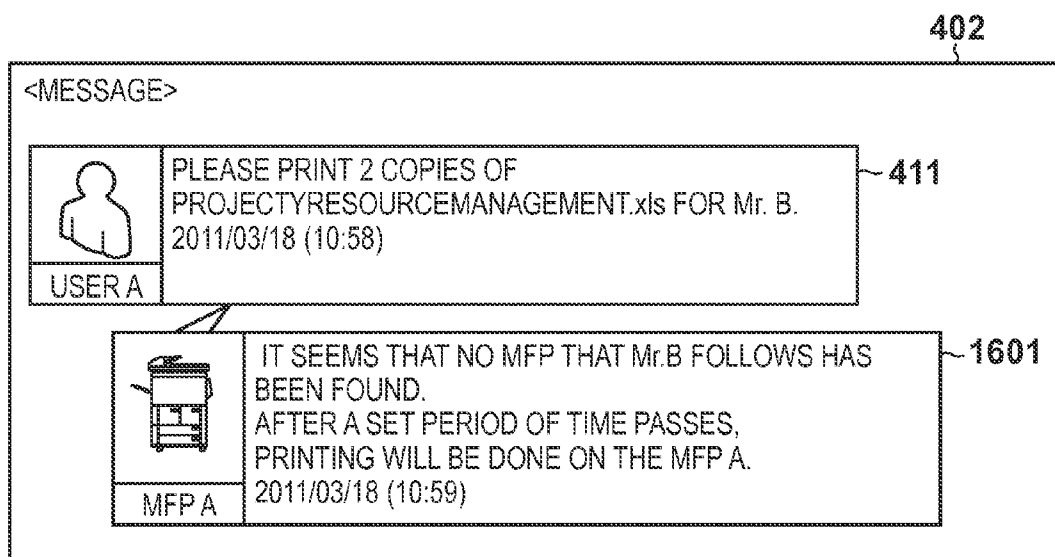 402
<MESSAGE>
PLEASE PRINT 2 COPIES OF
PROJECTYRESOURCEMANAGEMENT.xls FOR Mr. B.
2011/03/18 (10:58)
USER A
411
IT SEEMS THAT NO MFP THAT Mr.B FOLLOWS HAS
BEEN FOUND.
AFTER A SET PERIOD OF TIME PASSES,
PRINTING WILL BE DONE ON THE MFP A.
2011/03/18 (10:59)
MFP A
1601